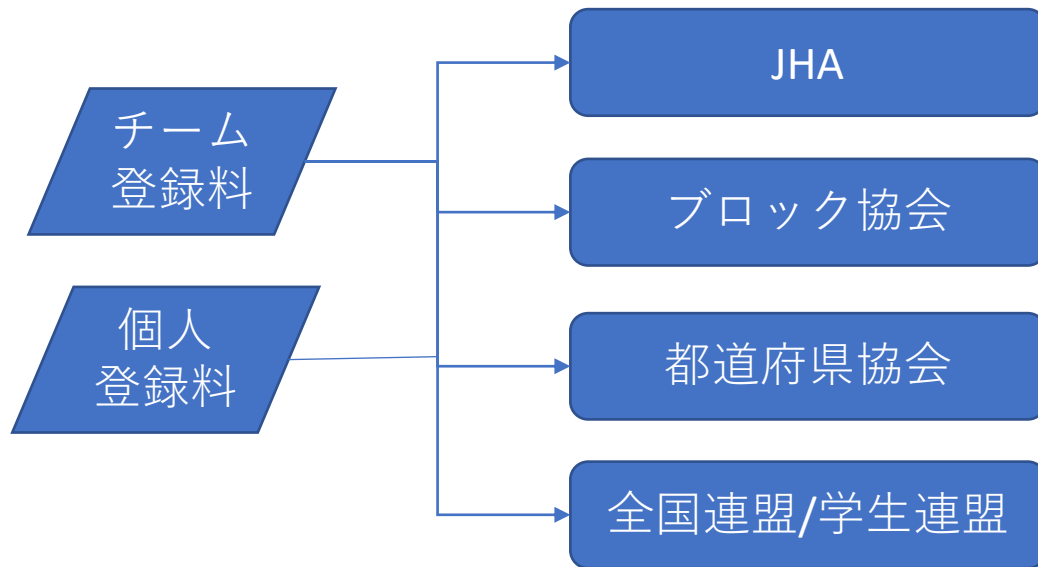 チーム
登録料
個人
登録料
JHA
ブロック協会
都道府県協会
全国連盟/学生連盟